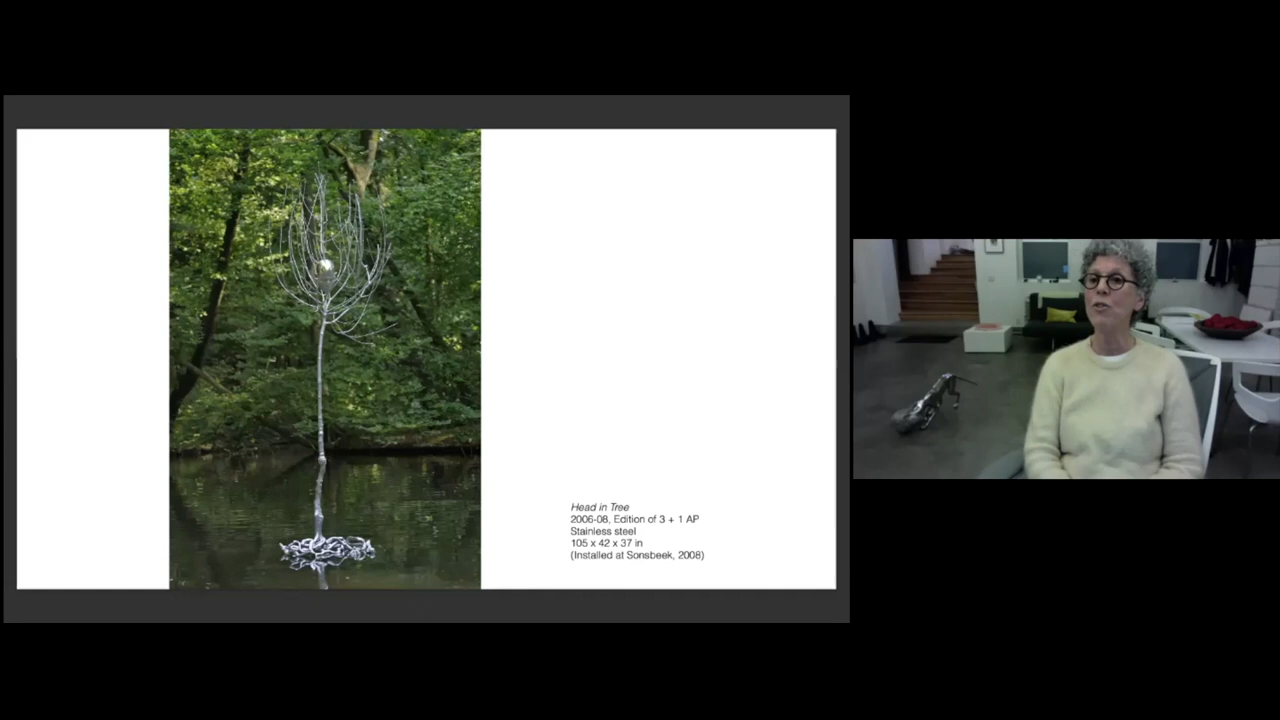 Head in Tree
2006-08, Edition of 3 + 1 AP
Stainless steel
105 x 42 x 37 in
(Installed at Sonsbeek, 2008)